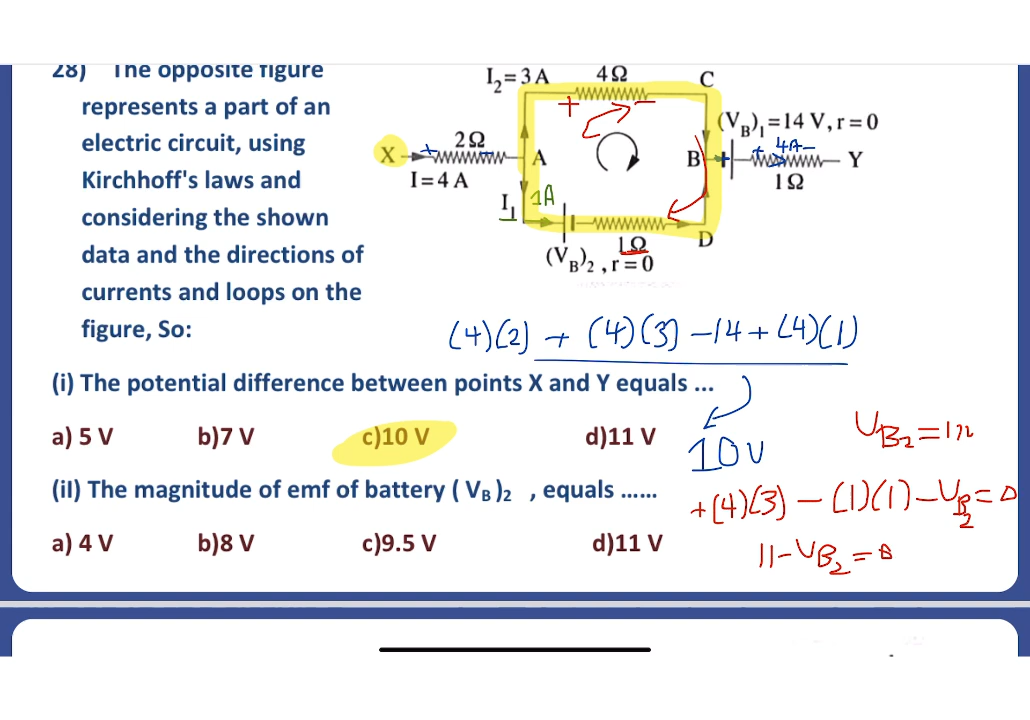 28) The opposite figure
represents a part of an
electric circuit, using
Kirchhoff's laws and
considering the shown
data and the directions of
currents and loops on the
figure, So:
I₂= 3 A
4Ω
C
+
-
(V_B)₁ = 14 V, r = 0
2Ω
X
+
-
A
B
+
+
4A-
Y
I = 4 A
1Ω
I₁
1A
1Ω
D
(V_B)₂ , r = 0
(4)(2) + (4)(3) -14 + (4)(1)
(i) The potential difference between points X and Y equals ...
a) 5 V b)7 V c)10 V d)11 V
10V
(iI) The magnitude of emf of battery ( V_B )₂ , equals ......
+(4)(3) - (1)(1) - V_B₂ = 0
a) 4 V b)8 V c)9.5 V d)11 V
11 - V_B₂ = 0